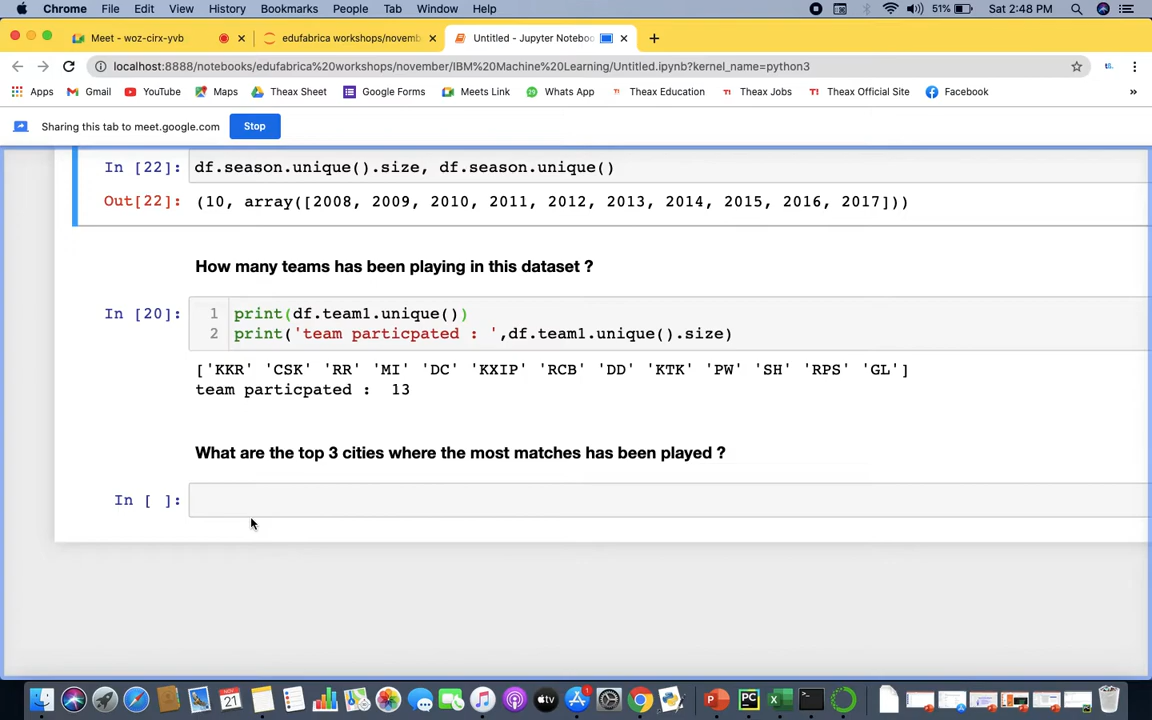 Chrome File Edit View History Bookmarks People Tab Window Help 51% Sat 2:48 PM
Meet - woz-cirx-yvb edufabrica workshops/novemb Untitled - Jupyter Noteboo
localhost:8888/notebooks/edufabrica%20workshops/november/IBM%20Machine%20Learning/Untitled.ipynb?kernel_name=python3
Apps Gmail YouTube Maps Theax Sheet Google Forms Meets Link Whats App Theax Education Theax Jobs Theax Official Site Facebook »
Sharing this tab to meet.google.com Stop
In [22]: df.season.unique().size, df.season.unique()
Out[22]: (10, array([2008, 2009, 2010, 2011, 2012, 2013, 2014, 2015, 2016, 2017]))
How many teams has been playing in this dataset ?
In [20]: 1 print(df.team1.unique())
2 print('team particpated : ',df.team1.unique().size)
['KKR' 'CSK' 'RR' 'MI' 'DC' 'KXIP' 'RCB' 'DD' 'KTK' 'PW' 'SH' 'RPS' 'GL']
team particpated :  13
What are the top 3 cities where the most matches has been played ?
In [ ]: